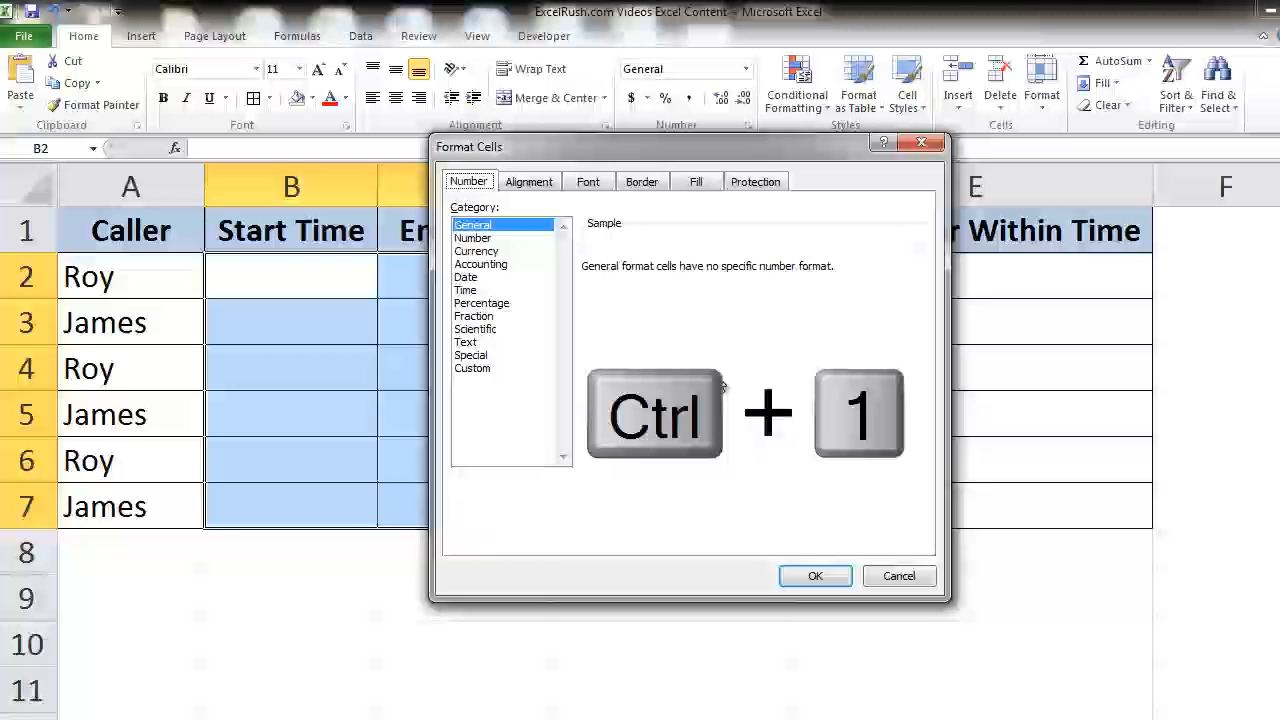 ExcelRush.com Videos Excel Content - Microsoft Excel
File Home Insert Page Layout Formulas Data Review View Developer
Paste
Cut
Copy
Format Painter
Clipboard
Calibri 11
B I U
Font
Wrap Text
Merge & Center
Alignment
General
$ % ,
Number
Conditional Formatting
Format as Table
Cell Styles
Styles
Insert
Delete
Format
Cells
Σ AutoSum
Fill
Clear
Sort & Filter
Find & Select
Editing
B2 fx
A B E F
1 Caller Start Time En Within Time
2 Roy
3 James
4 Roy
5 James
6 Roy
7 James
8
9
10
11
Format Cells
Number Alignment Font Border Fill Protection
Category:
General
Number
Currency
Accounting
Date
Time
Percentage
Fraction
Scientific
Text
Special
Custom
Sample
General format cells have no specific number format.
Ctrl + 1
OK Cancel